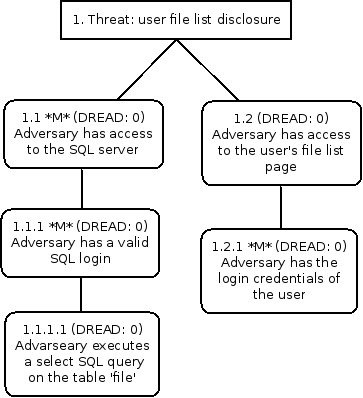 1. Threat: user file list disclosure
1.1 *M* (DREAD: 0)
Adversary has access
to the SQL server
1.2 (DREAD: 0)
Adversary has access
to the user's file list
page
1.1.1 *M* (DREAD: 0)
Adversary has a valid
SQL login
1.2.1 *M* (DREAD: 0)
Adversary has the
login credentials of
the user
1.1.1.1 (DREAD: 0)
Advarseary executes
a select SQL query
on the table 'file'